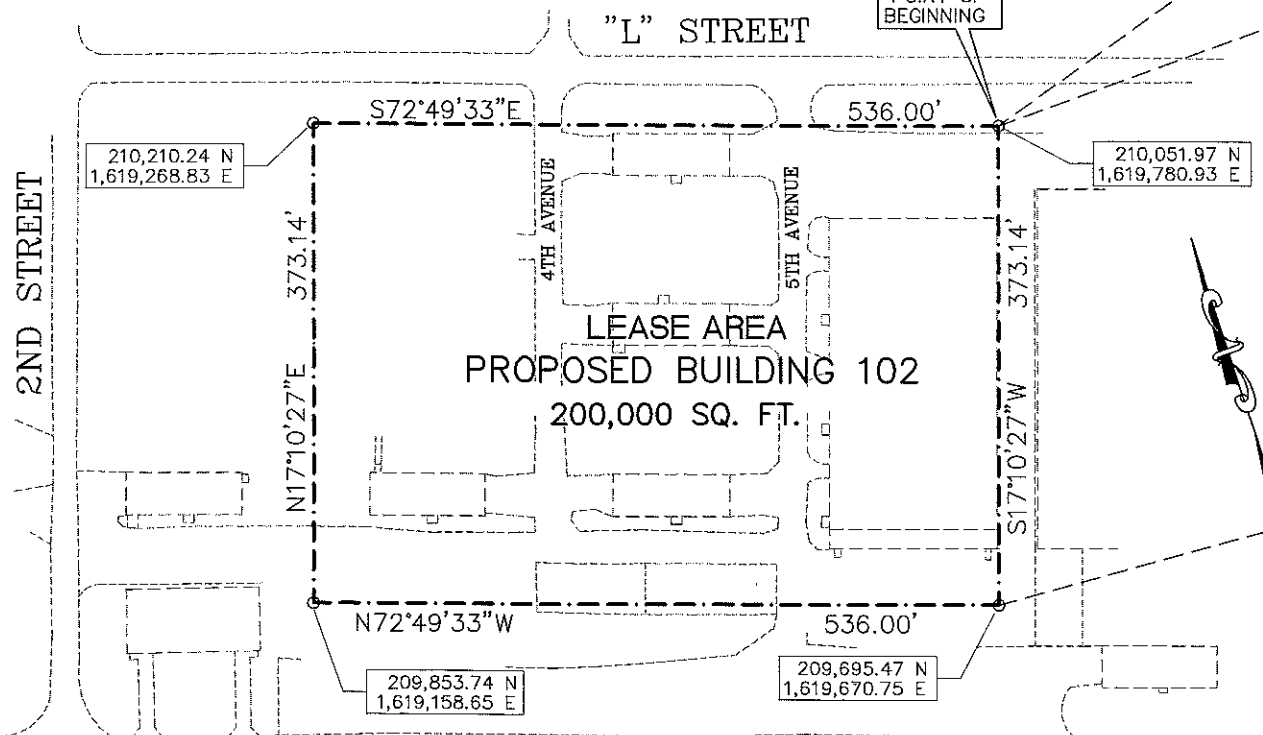 BEGINNING
"L" STREET
S72°49'33"E
536.00'
210,210.24 N
1,619,268.83 E
210,051.97 N
1,619,780.93 E
2ND STREET
4TH AVENUE
5TH AVENUE
373.14'
N17°10'27"E
373.14'
S17°10'27"W
LEASE AREA
PROPOSED BUILDING 102
200,000 SQ. FT.
N72°49'33"W
536.00'
209,853.74 N
1,619,158.65 E
209,695.47 N
1,619,670.75 E